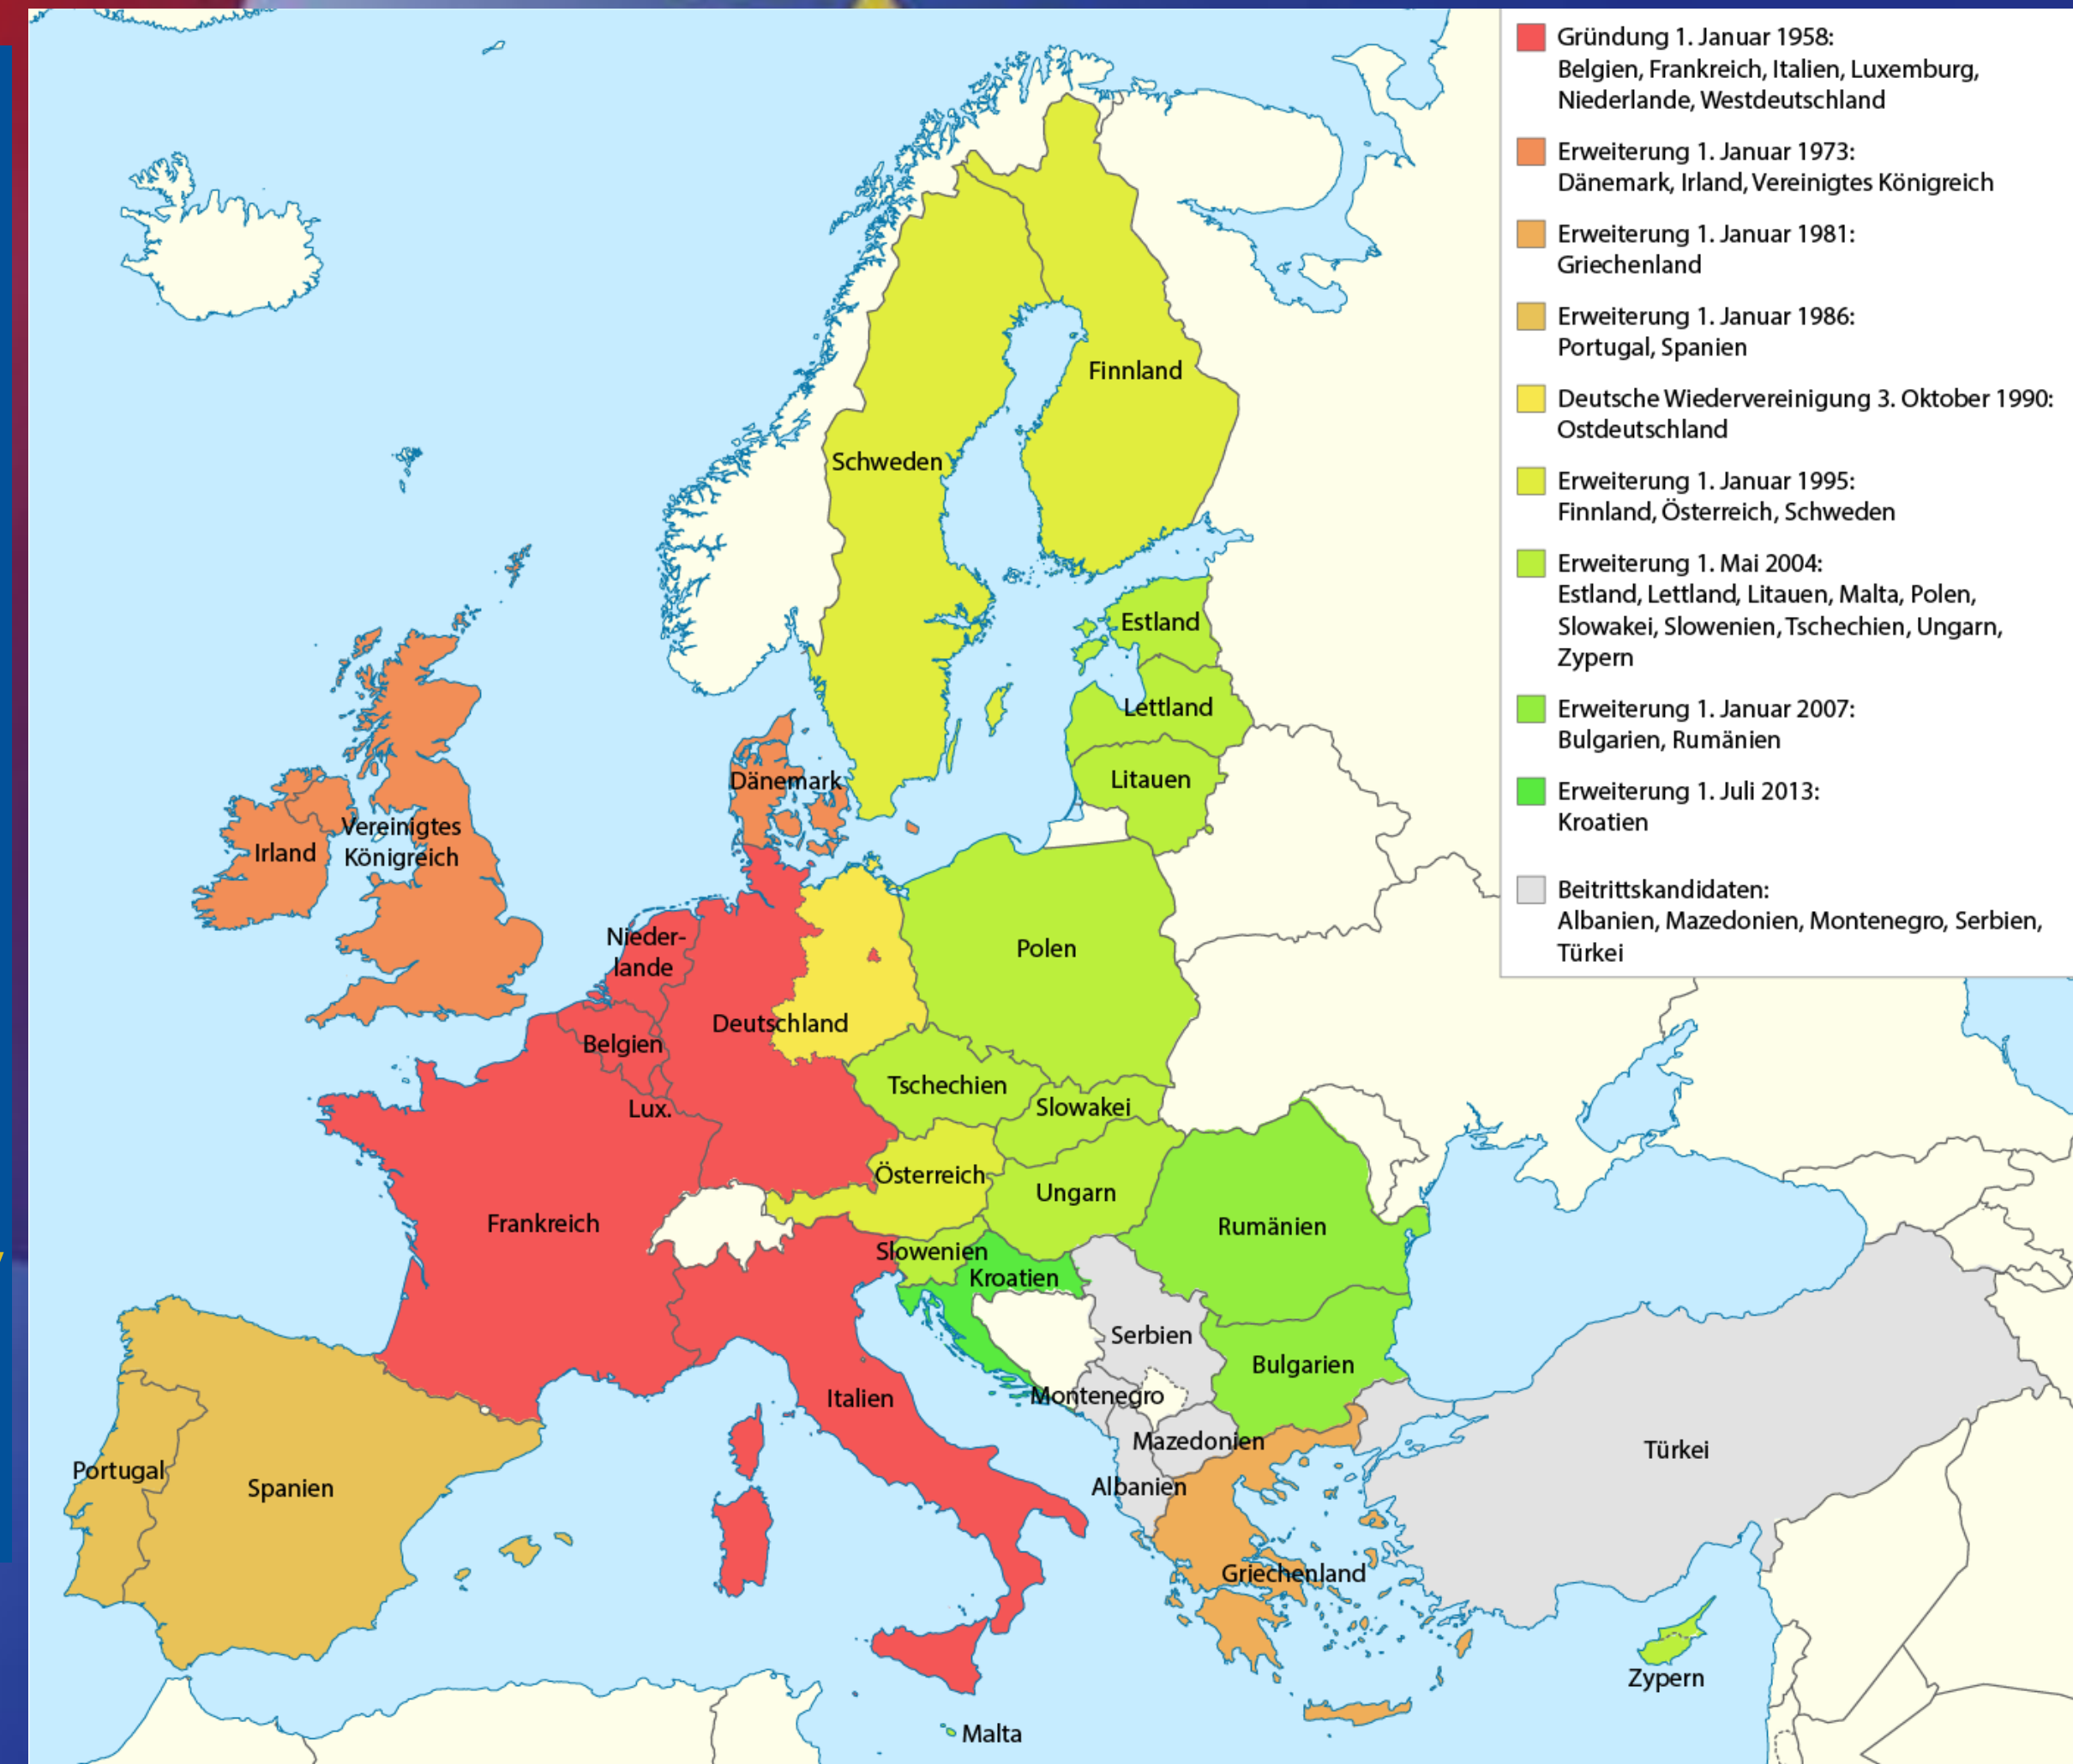 Gründung 1. Januar 1958:
Belgien, Frankreich, Italien, Luxemburg,
Niederlande, Westdeutschland
Erweiterung 1. Januar 1973:
Dänemark, Irland, Vereinigtes Königreich
Erweiterung 1. Januar 1981:
Griechenland
Erweiterung 1. Januar 1986:
Portugal, Spanien
Deutsche Wiedervereinigung 3. Oktober 1990:
Ostdeutschland
Erweiterung 1. Januar 1995:
Finnland, Österreich, Schweden
Erweiterung 1. Mai 2004:
Estland, Lettland, Litauen, Malta, Polen,
Slowakei, Slowenien, Tschechien, Ungarn,
Zypern
Erweiterung 1. Januar 2007:
Bulgarien, Rumänien
Erweiterung 1. Juli 2013:
Kroatien
Beitrittskandidaten:
Albanien, Mazedonien, Montenegro, Serbien,
Türkei
Finnland
Schweden
Estland
Lettland
Litauen
Dänemark
Vereinigtes
Königreich
Irland
Nieder-
lande
Polen
Deutschland
Belgien
Tschechien
Lux.
Slowakei
Österreich
Ungarn
Frankreich
Rumänien
Slowenien
Kroatien
Serbien
Bulgarien
Italien
Montenegro
Mazedonien
Türkei
Portugal
Spanien
Albanien
Griechenland
Zypern
Malta